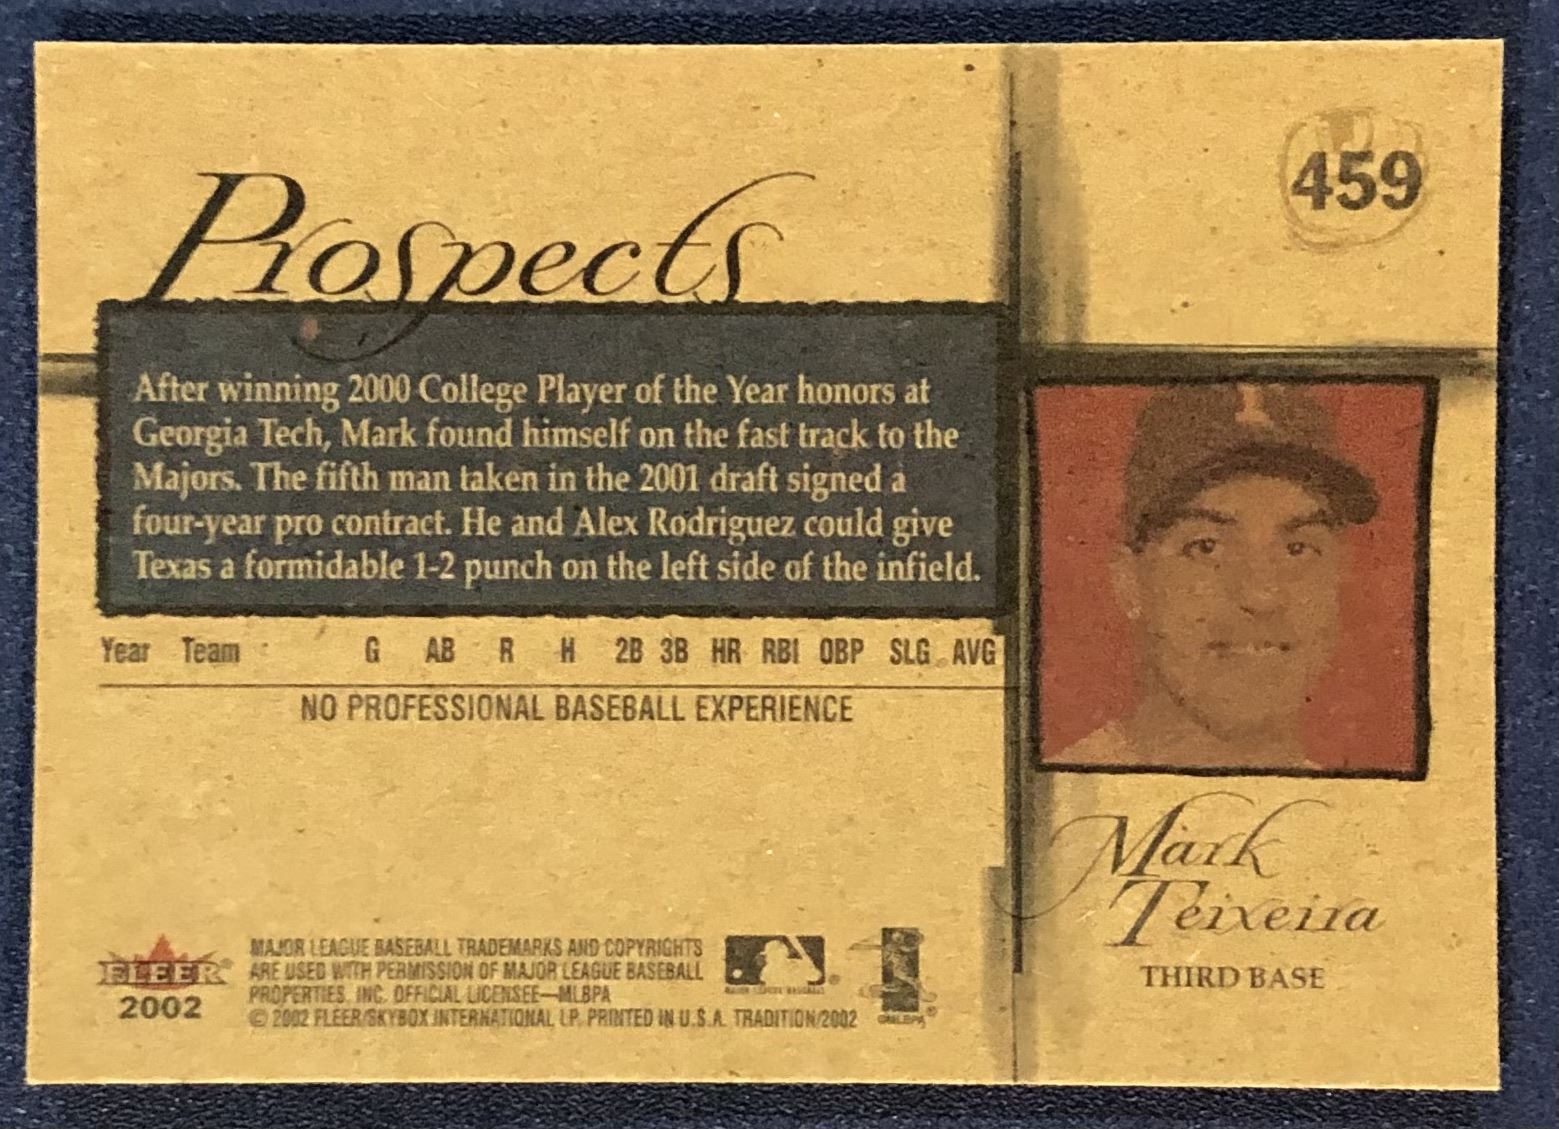 459
Prospects
After winning 2000 College Player of the Year honors at
Georgia Tech, Mark found himself on the fast track to the
Majors. The fifth man taken in the 2001 draft signed a
four-year pro contract. He and Alex Rodriguez could give
Texas a formidable 1-2 punch on the left side of the infield.
Year Team G AB R H 2B 3B HR RBI OBP SLG AVG
NO PROFESSIONAL BASEBALL EXPERIENCE
Mark
Teixeira
THIRD BASE
FLEER®
2002
MAJOR LEAGUE BASEBALL TRADEMARKS AND COPYRIGHTS
ARE USED WITH PERMISSION OF MAJOR LEAGUE BASEBALL
PROPERTIES, INC. OFFICIAL LICENSEE—MLBPA
© 2002 FLEER/SKYBOX INTERNATIONAL LP. PRINTED IN U.S.A. TRADITION/2002
MAJOR LEAGUE BASEBALL
©MLBPA